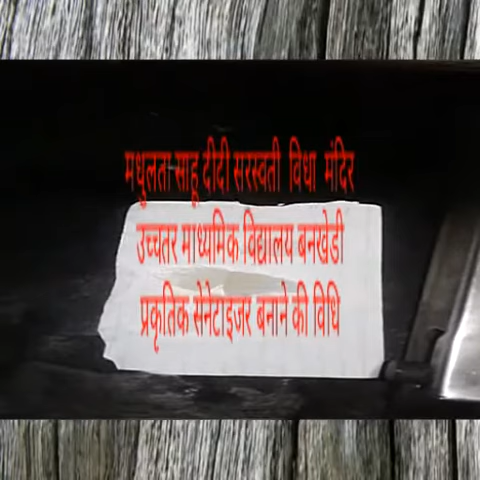 मधुलता साहू दीदी सरस्वती विधा मंदिर
उच्चतर माध्यमिक विद्यालय बनखेडी
प्रकृतिक सेनेटाइजर बनाने की विधि